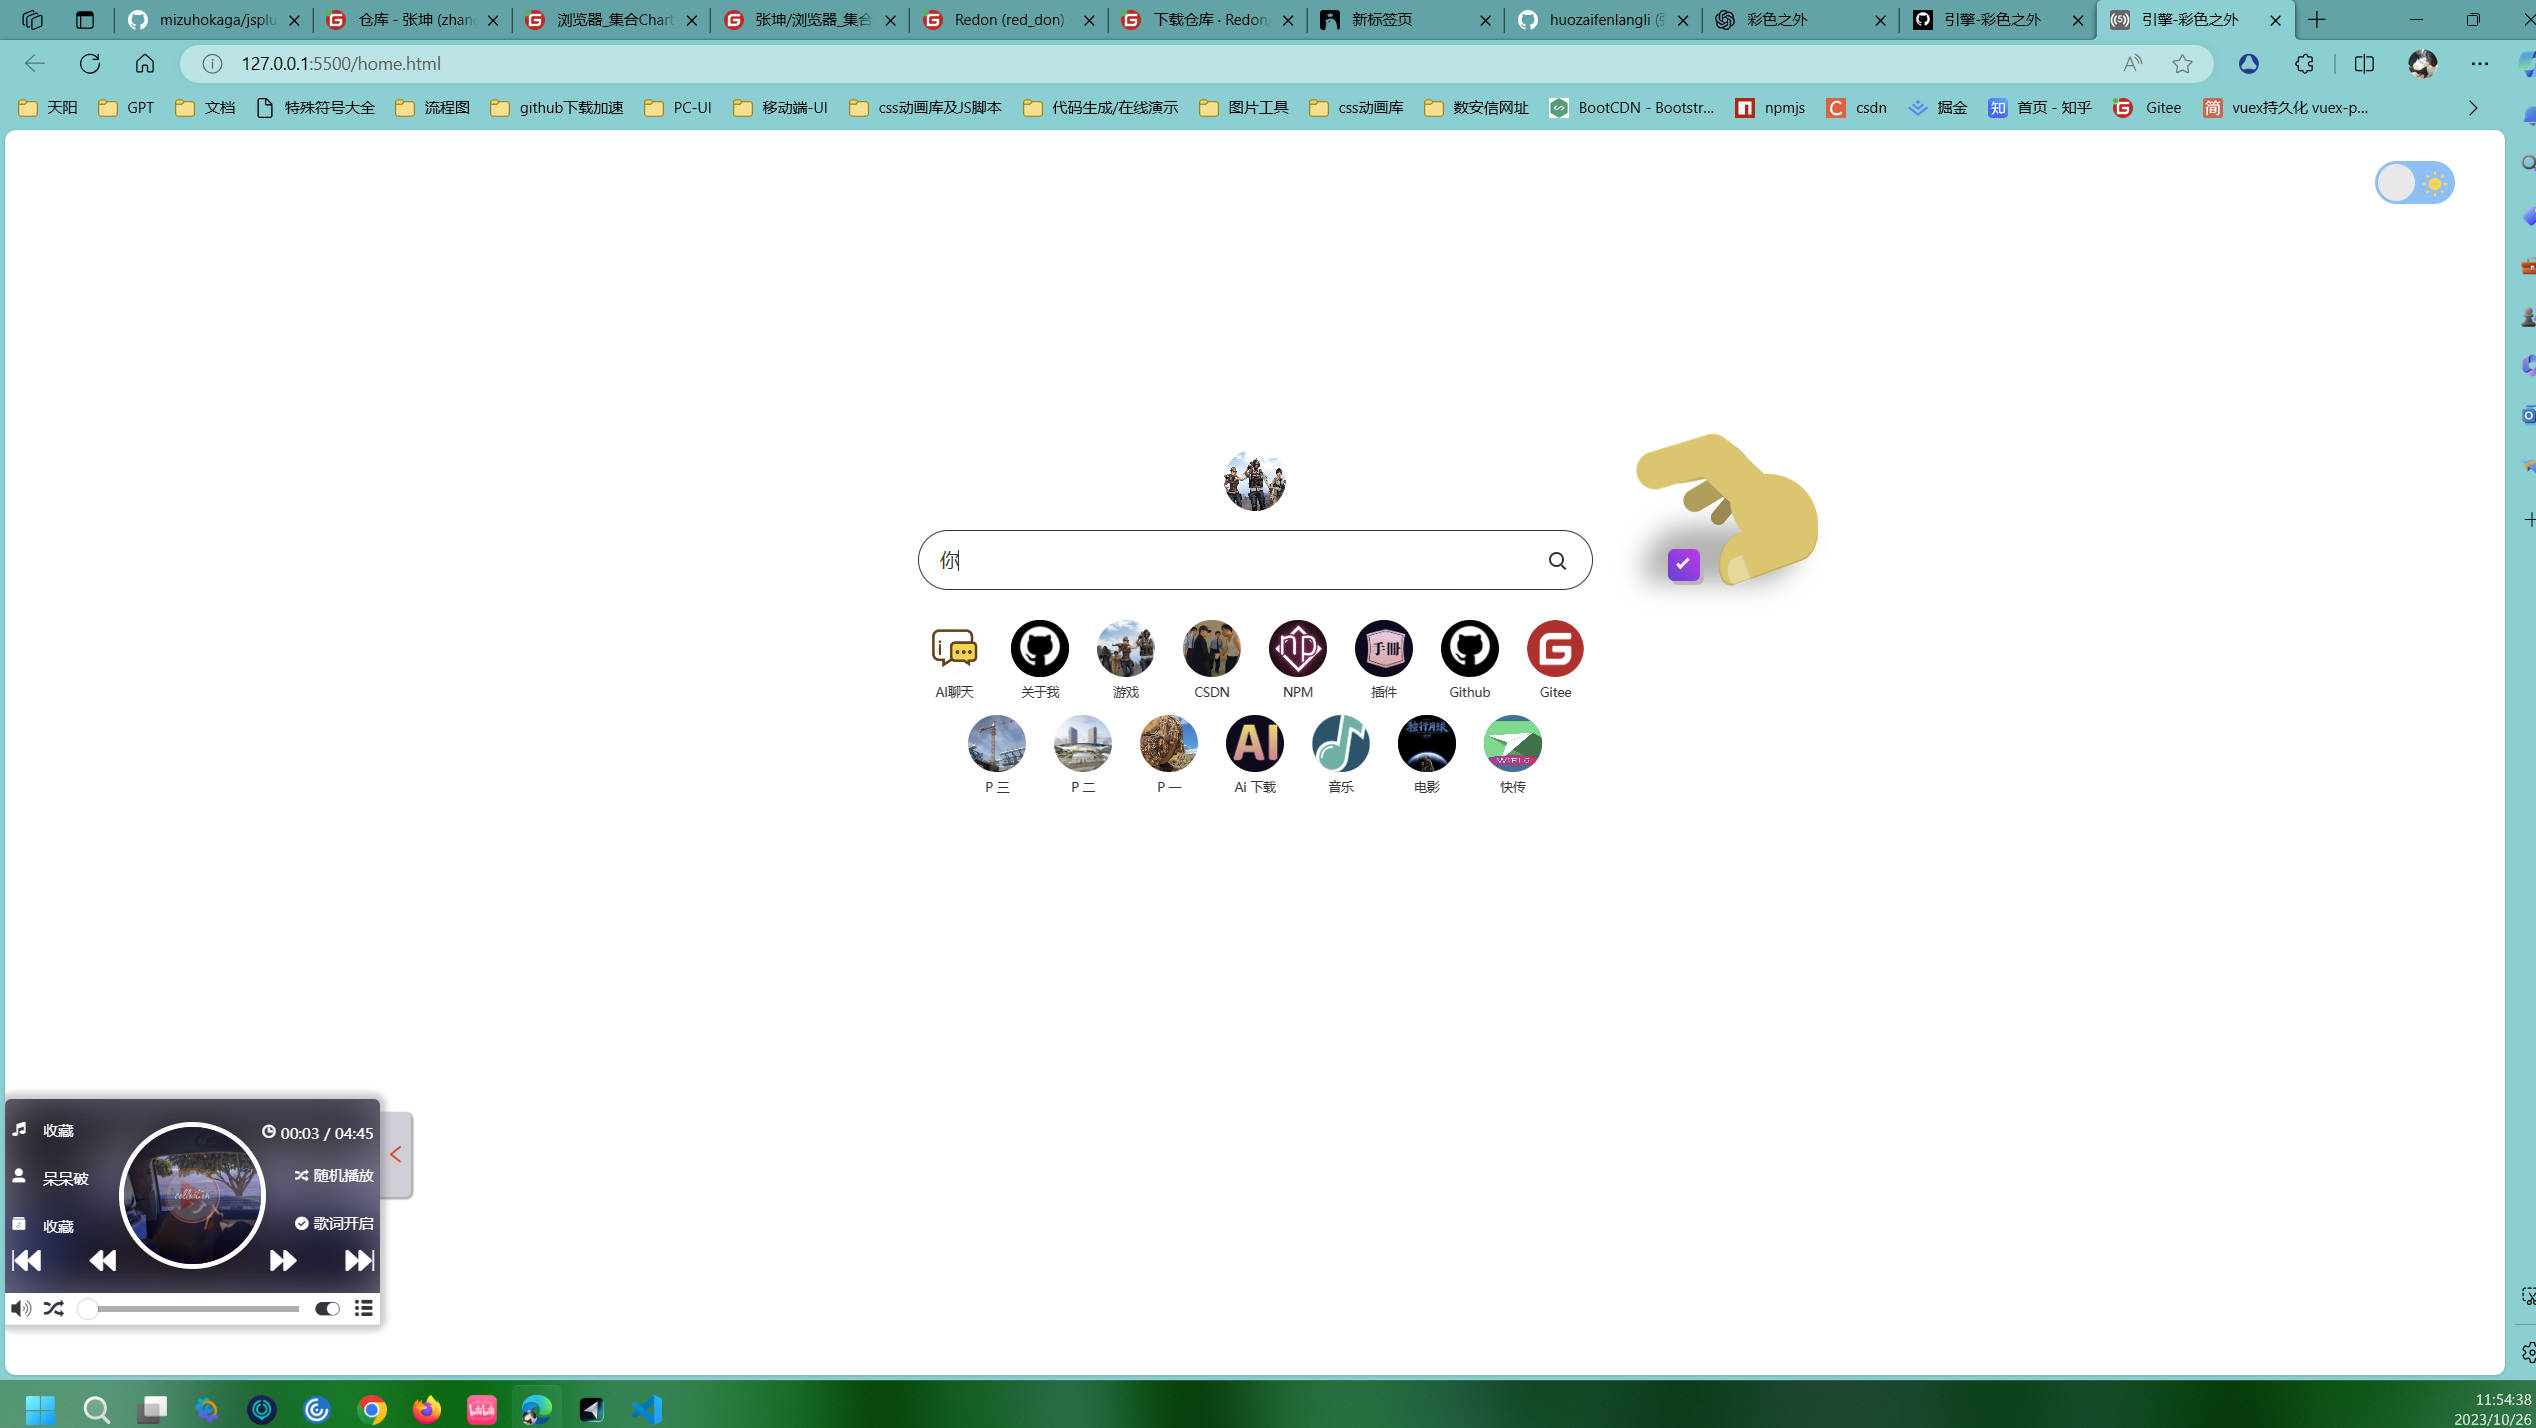 mizuhokaga/jsplu
仓库 - 张坤 (zhan
浏览器_集合Chart
张坤/浏览器_集合
Redon (red_don)
下载仓库 · Redon
新标签页
huozaifenlangli (
彩色之外
引擎-彩色之外
引擎-彩色之外
127.0.0.1:5500/home.html
天阳
GPT
文档
特殊符号大全
流程图
github下载加速
PC-UI
移动端-UI
css动画库及JS脚本
代码生成/在线演示
图片工具
css动画库
数安信网址
BootCDN - Bootstr...
npmjs
csdn
掘金
知 首页 - 知乎
Gitee
简 vuex持久化 vuex-p...
你
AI聊天
关于我
游戏
CSDN
NPM
插件
Github
Gitee
P 三
P 二
P 一
Ai 下载
音乐
电影
快传
手册
AI
独行月球
收藏
00:03 / 04:45
呆呆破
随机播放
收藏
歌词开启
bilibili
11:54:38
2023/10/26